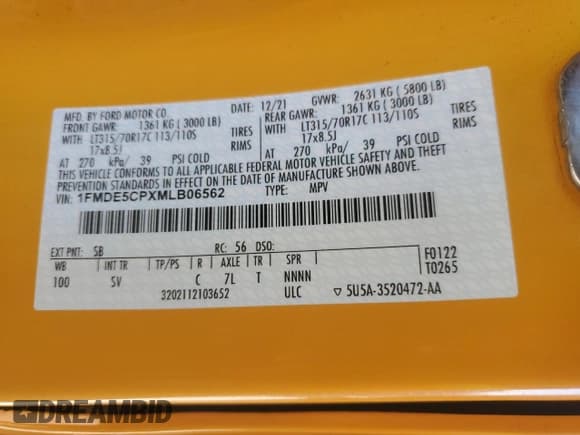 MFD. BY FORD MOTOR CO. DATE: 12/21 GVWR: 2631 KG ( 5800 LB)
FRONT GAWR: 1361 KG ( 3000 LB) REAR GAWR: 1361 KG ( 3000 LB)
WITH LT315/70R17C 113/110S TIRES WITH LT315/70R17C 113/110S TIRES
17x8.5J RIMS 17x8.5J RIMS
AT 270 kPa/ 39 PSI COLD AT 270 kPa/ 39 PSI COLD
THIS VEHICLE CONFORMS TO ALL APPLICABLE FEDERAL MOTOR VEHICLE SAFETY AND THEFT
PREVENTION STANDARDS IN EFFECT ON THE DATE OF MANUFACTURE SHOWN ABOVE.
VIN: 1FMDE5CPXMLB06562 TYPE: MPV
EXT PNT: SB RC: 56 DSO: F0122
WB INT TR TP/PS R AXLE TR SPR T0265
100 SV C 7L T NNNN
3202112103652 ULC ▽ 5U5A-3520472-AA
DREAMBID